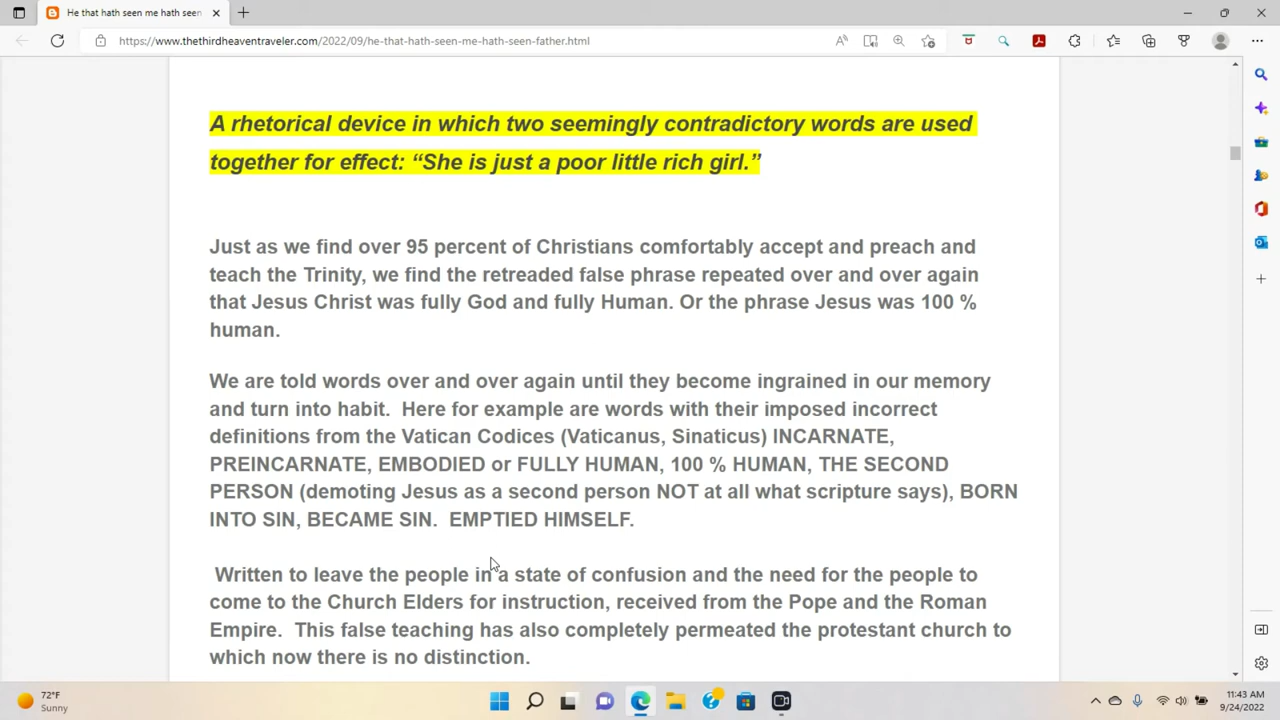 He that hath seen me hath seen
https://www.thethirdheaventraveler.com/2022/09/he-that-hath-seen-me-hath-seen-father.html
A rhetorical device in which two seemingly contradictory words are used
together for effect: “She is just a poor little rich girl.”
Just as we find over 95 percent of Christians comfortably accept and preach and
teach the Trinity, we find the retreaded false phrase repeated over and over again
that Jesus Christ was fully God and fully Human. Or the phrase Jesus was 100 %
human.
We are told words over and over again until they become ingrained in our memory
and turn into habit.  Here for example are words with their imposed incorrect
definitions from the Vatican Codices (Vaticanus, Sinaticus) INCARNATE,
PREINCARNATE, EMBODIED or FULLY HUMAN, 100 % HUMAN, THE SECOND
PERSON (demoting Jesus as a second person NOT at all what scripture says), BORN
INTO SIN, BECAME SIN.  EMPTIED HIMSELF.
Written to leave the people in a state of confusion and the need for the people to
come to the Church Elders for instruction, received from the Pope and the Roman
Empire.  This false teaching has also completely permeated the protestant church to
which now there is no distinction.
72°F
Sunny
11:43 AM
9/24/2022